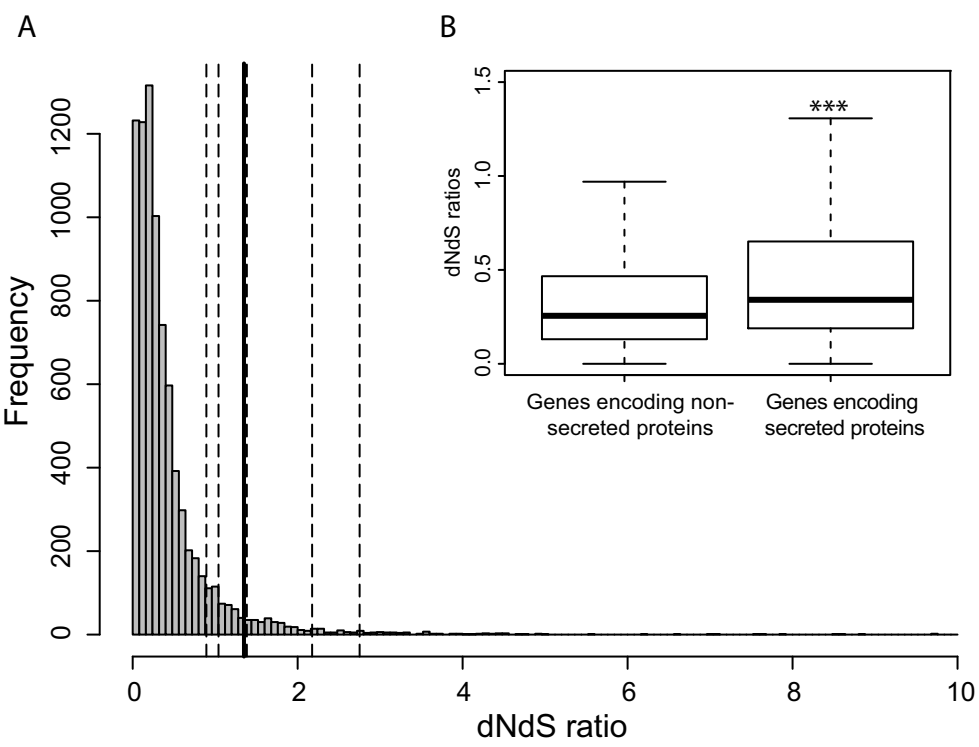 A
B
Frequency
0
200
400
600
800
1000
1200
0 2 4 6 8 10
dNdS ratio
dNdS ratios
0.0
0.5
1.0
1.5
***
Genes encoding non-
secreted proteins
Genes encoding
secreted proteins